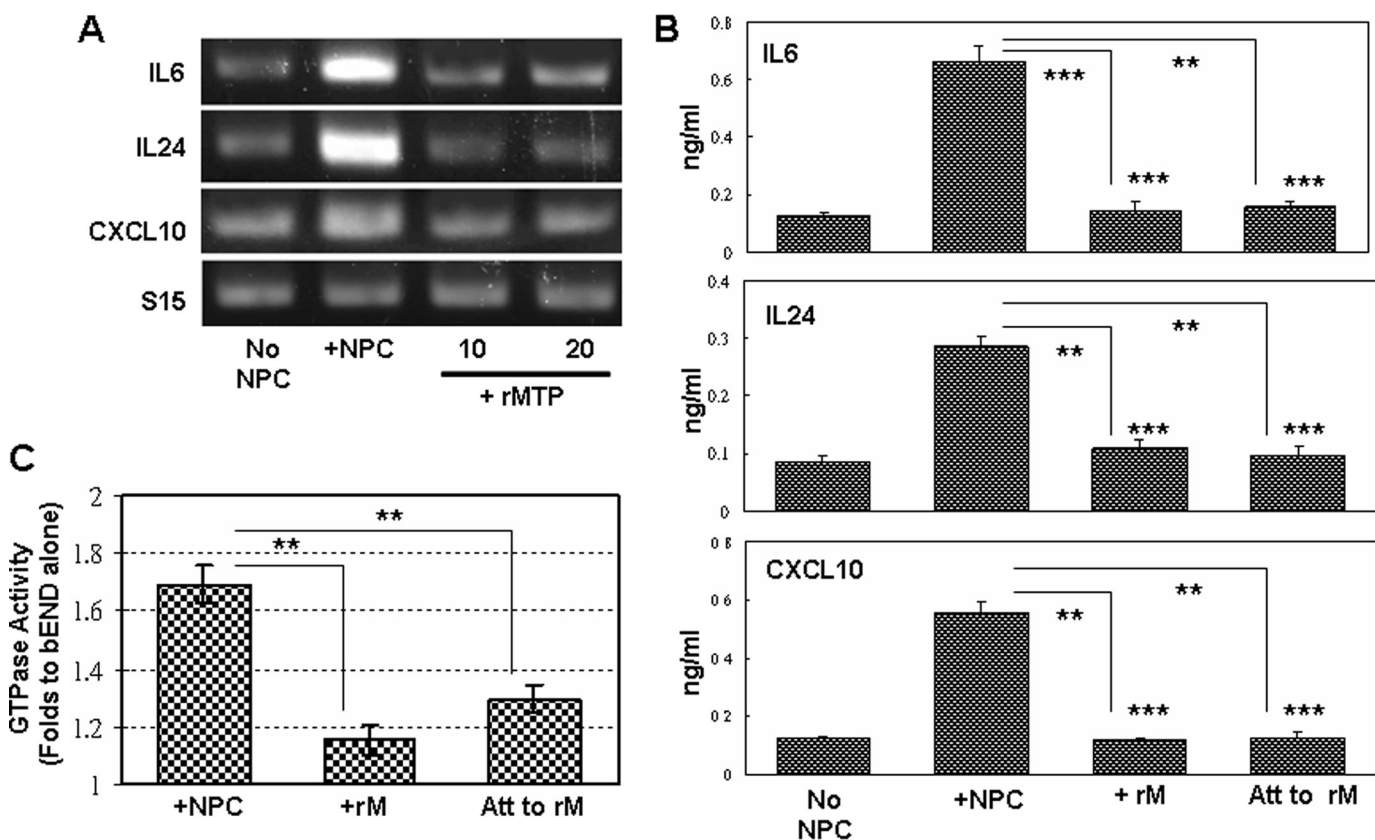 A
IL6
IL24
CXCL10
S15
No
NPC
+NPC
10
20
+ rMTP
B
IL6
ng/ml
0.8
0.6
0.4
0.2
0
***
**
***
***
IL24
ng/ml
0.4
0.3
0.2
0.1
0
**
**
***
***
CXCL10
ng/ml
0.8
0 6
0 4
0 2
0
**
**
***
***
No
NPC
+NPC
+ rM
Att to rM
C
GTPase Activity
(Folds to bEND alone)
2
1.8
1.6
1.4
1.2
1
**
**
+NPC
+rM
Att to rM